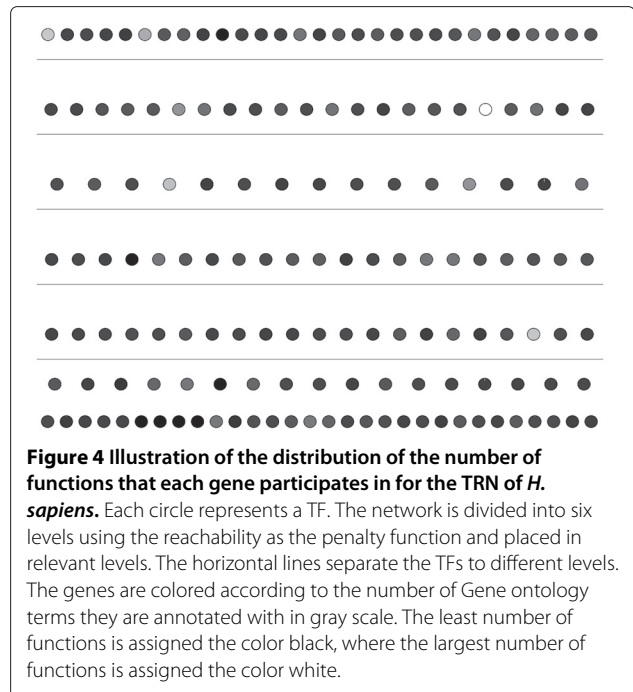 Figure 4 Illustration of the distribution of the number of
functions that each gene participates in for the TRN of H.
sapiens. Each circle represents a TF. The network is divided into six
levels using the reachability as the penalty function and placed in
relevant levels. The horizontal lines separate the TFs to different levels.
The genes are colored according to the number of Gene ontology
terms they are annotated with in gray scale. The least number of
functions is assigned the color black, where the largest number of
functions is assigned the color white.